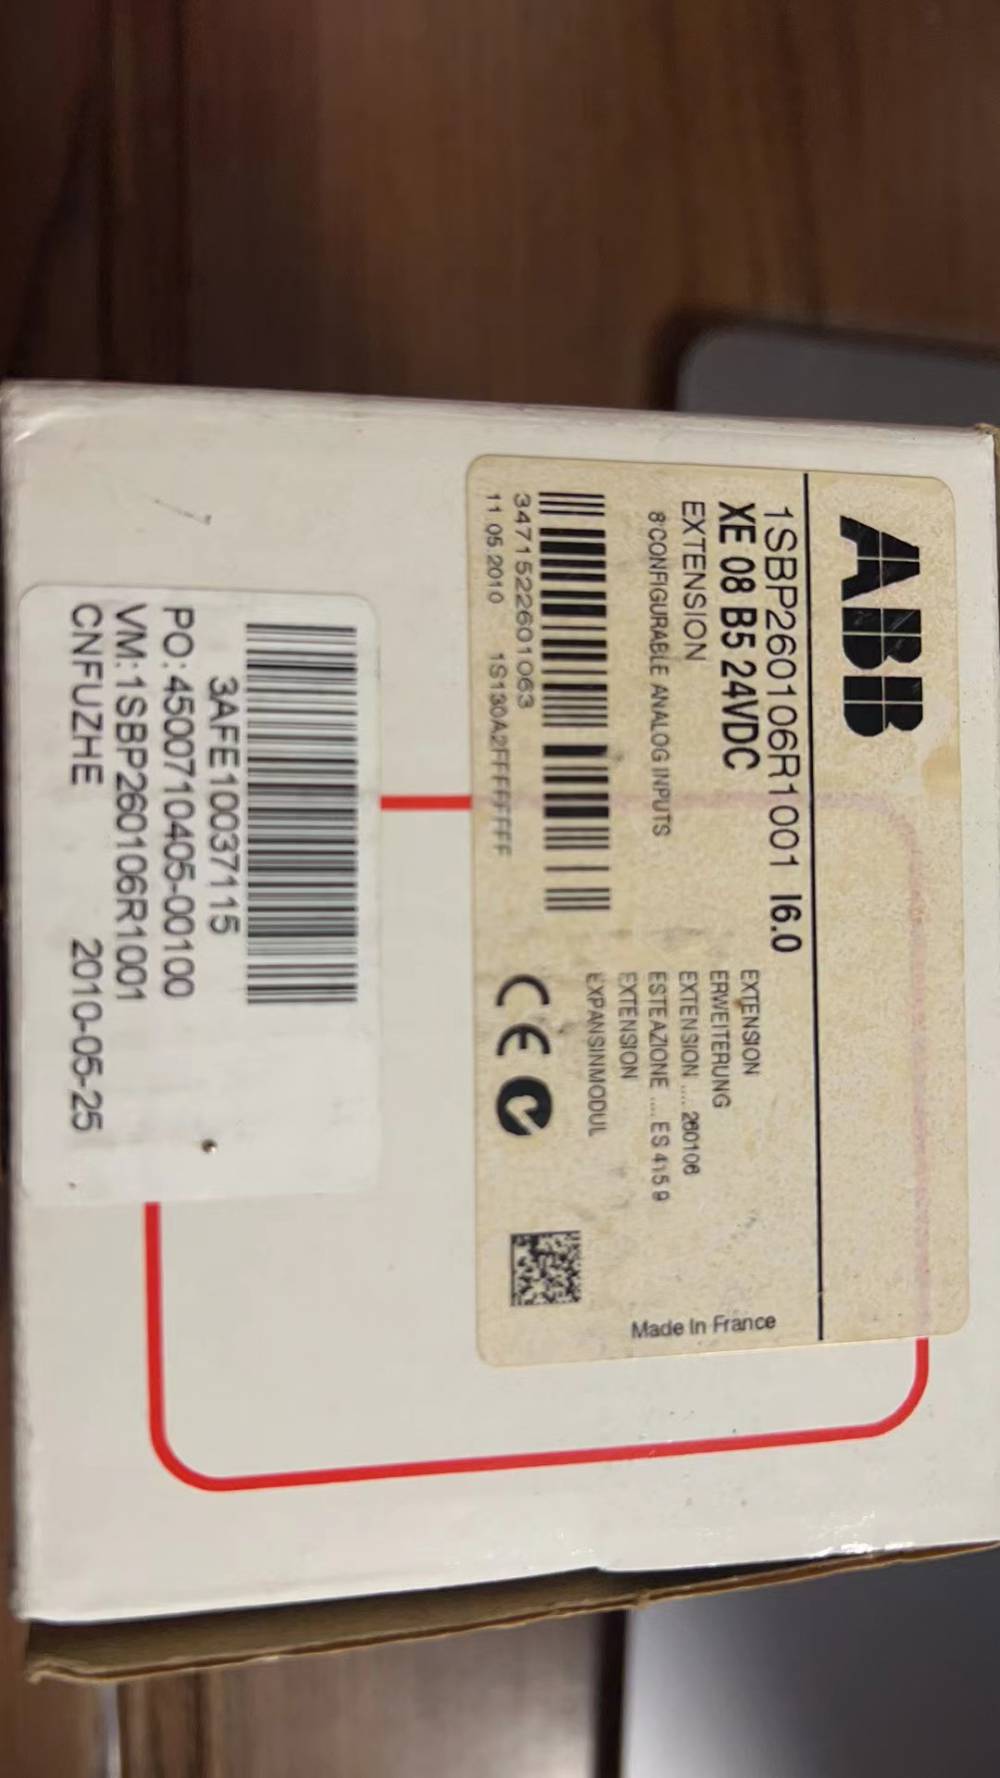 ABB
1SBP260106R1001 I6.0
XE 08 B5 24VDC
EXTENSION
8 CONFIGURABLE ANALOG INPUTS
3471522601063
11 05.2010 1S130A2FFFFFFF
EXTENSION
ERWEITERUNG
EXTENSION .... 260106
ESTEAZIONE .... ES 415 9
EXTENSION
EXPANSINMODUL
CE
Made In France
3AFE10037115
PO:4500710405-00100
VM:1SBP260106R1001
CNFUZHE 2010-05-25